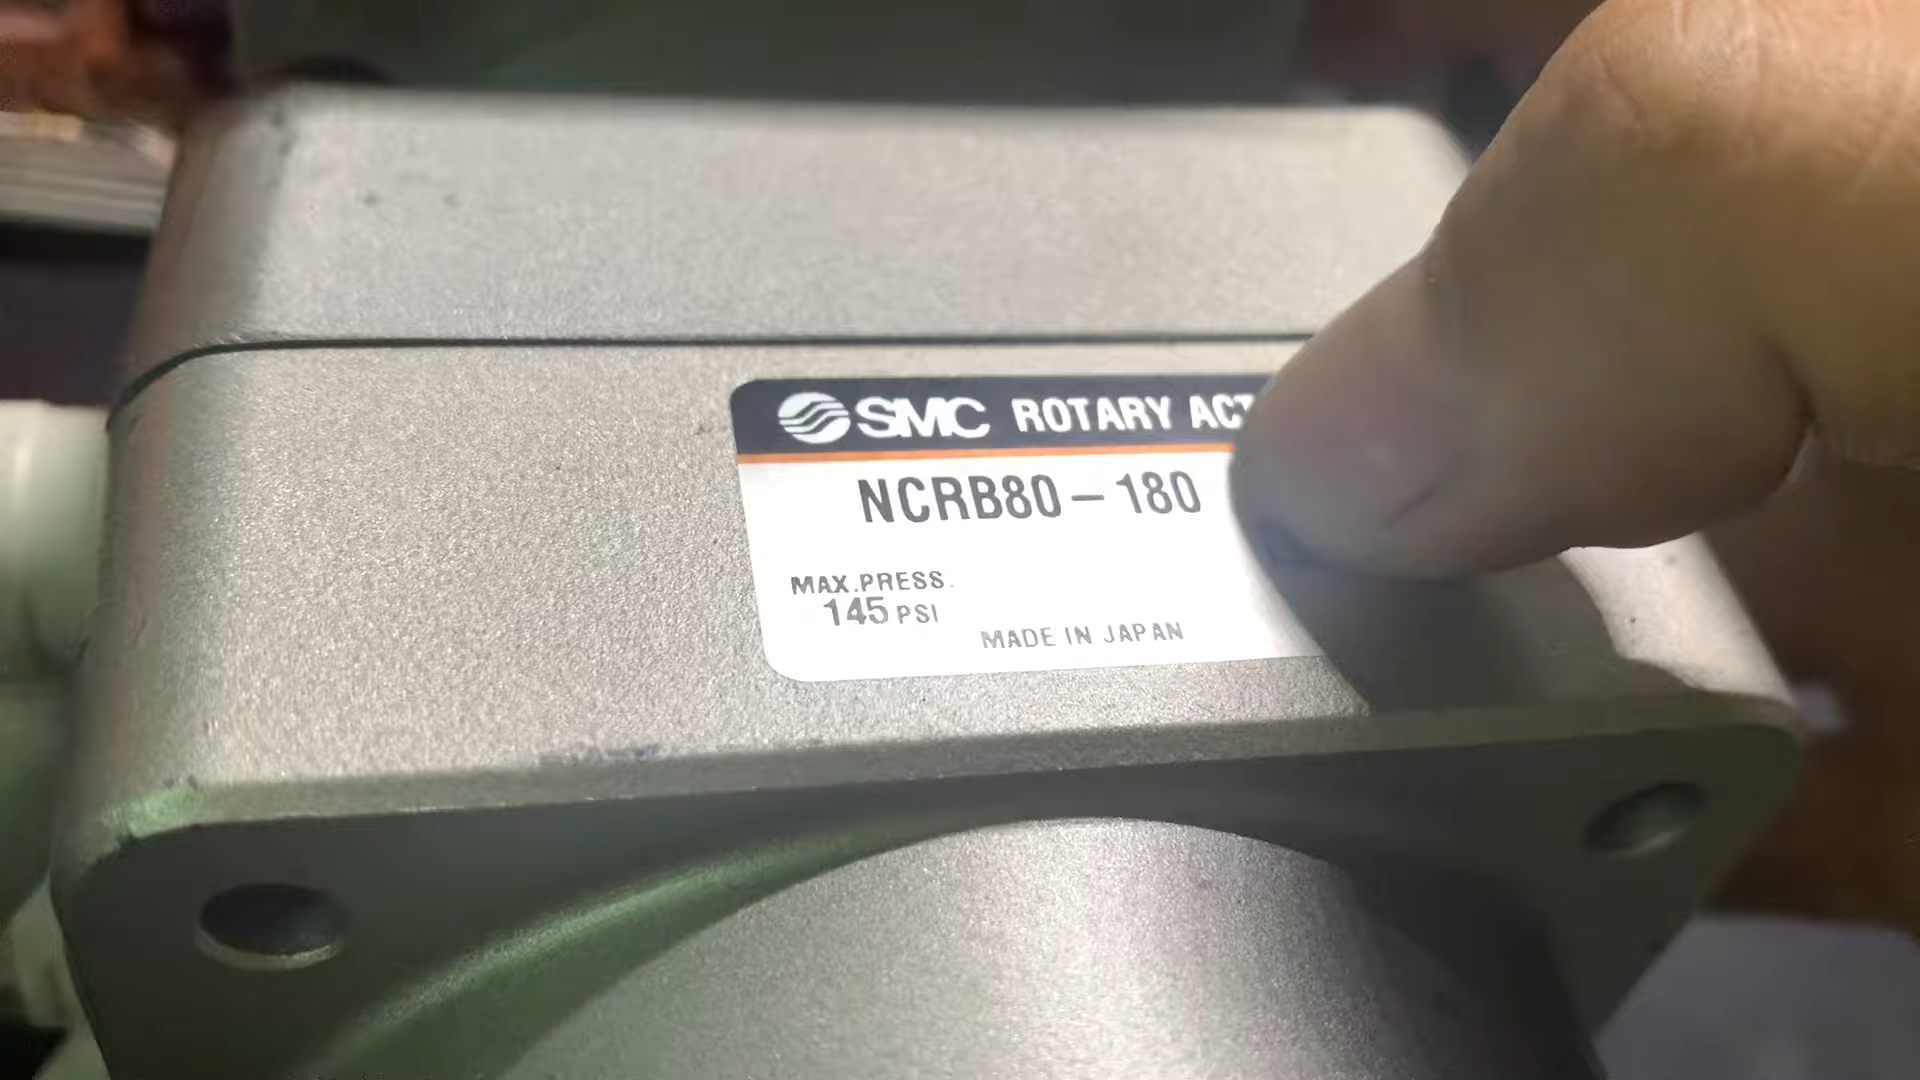 SMC ROTARY ACT
NCRB80-180
MAX.PRESS.
145 PSI
MADE IN JAPAN